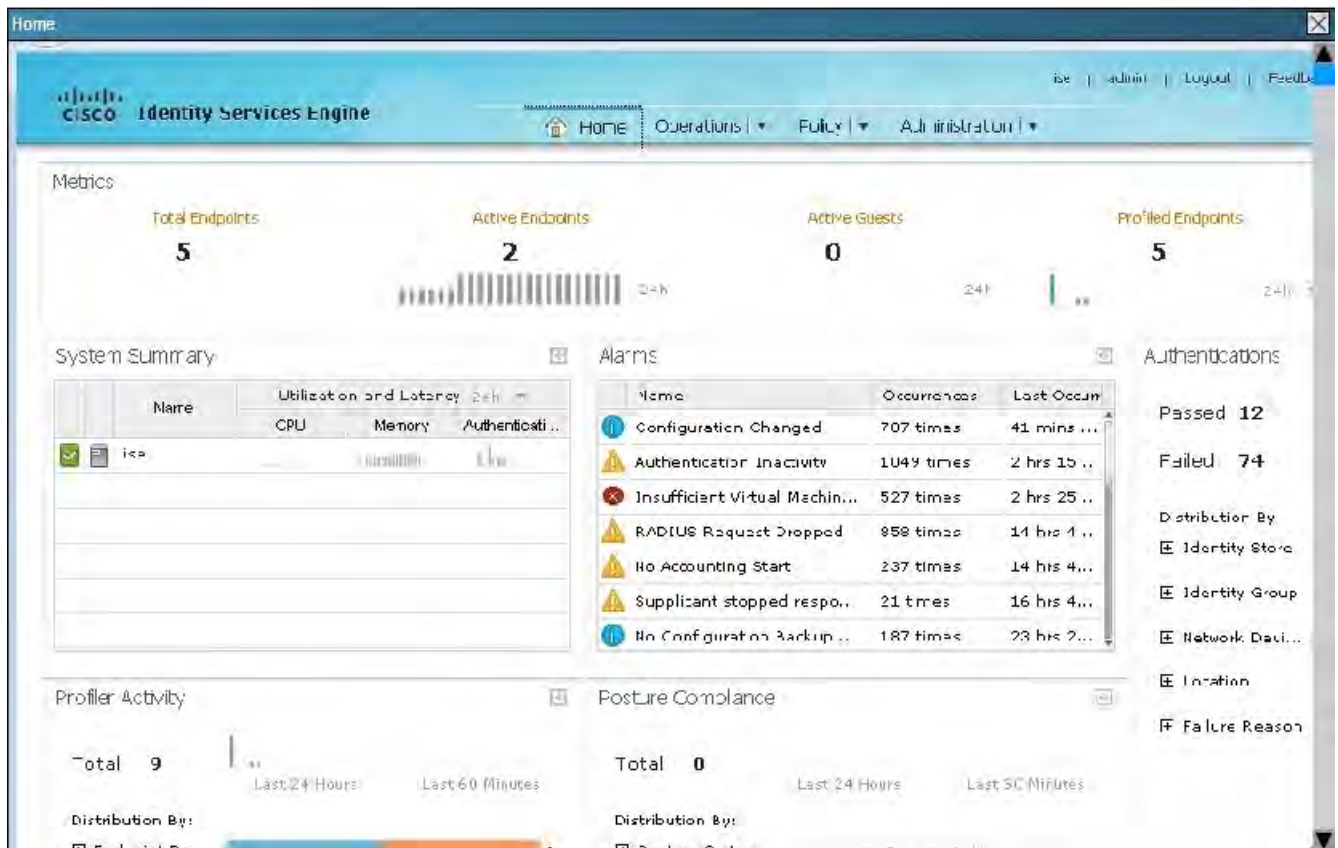 Home
ise | admin | Logout | Feedb
CISCO Identity Services Engine
Home Operations Policy Administration
Metrics
Total Endpoints Active Endpoints Active Guests Profiled Endpoints
5 2 0 5
24h 24h 24h
System Summary Alarms Authentications
Name Utilization and Latency 24h
CPU Memory Authenticati...
ise
Name Occurrences Last Occurr
Configuration Changed 707 times 41 mins ...
Authentication Inactivity 1049 times 2 hrs 15 ..
Insufficient Virtual Machin... 527 times 2 hrs 25 ..
RADIUS Request Dropped 858 times 14 hrs 4 ..
No Accounting Start 237 times 14 hrs 4...
Supplicant stopped respo.. 21 times 16 hrs 4...
No Configuration Backup .. 187 times 23 hrs 2...
Passed 12
Failed 74
Distribution By
Identity Store
Identity Group
Network Devi...
Location
Failure Reason
Profiler Activity Posture Compliance
Total 9
Last 24 Hours Last 60 Minutes
Distribution By:
Total 0
Last 24 Hours Last Minutes
Distribution By: